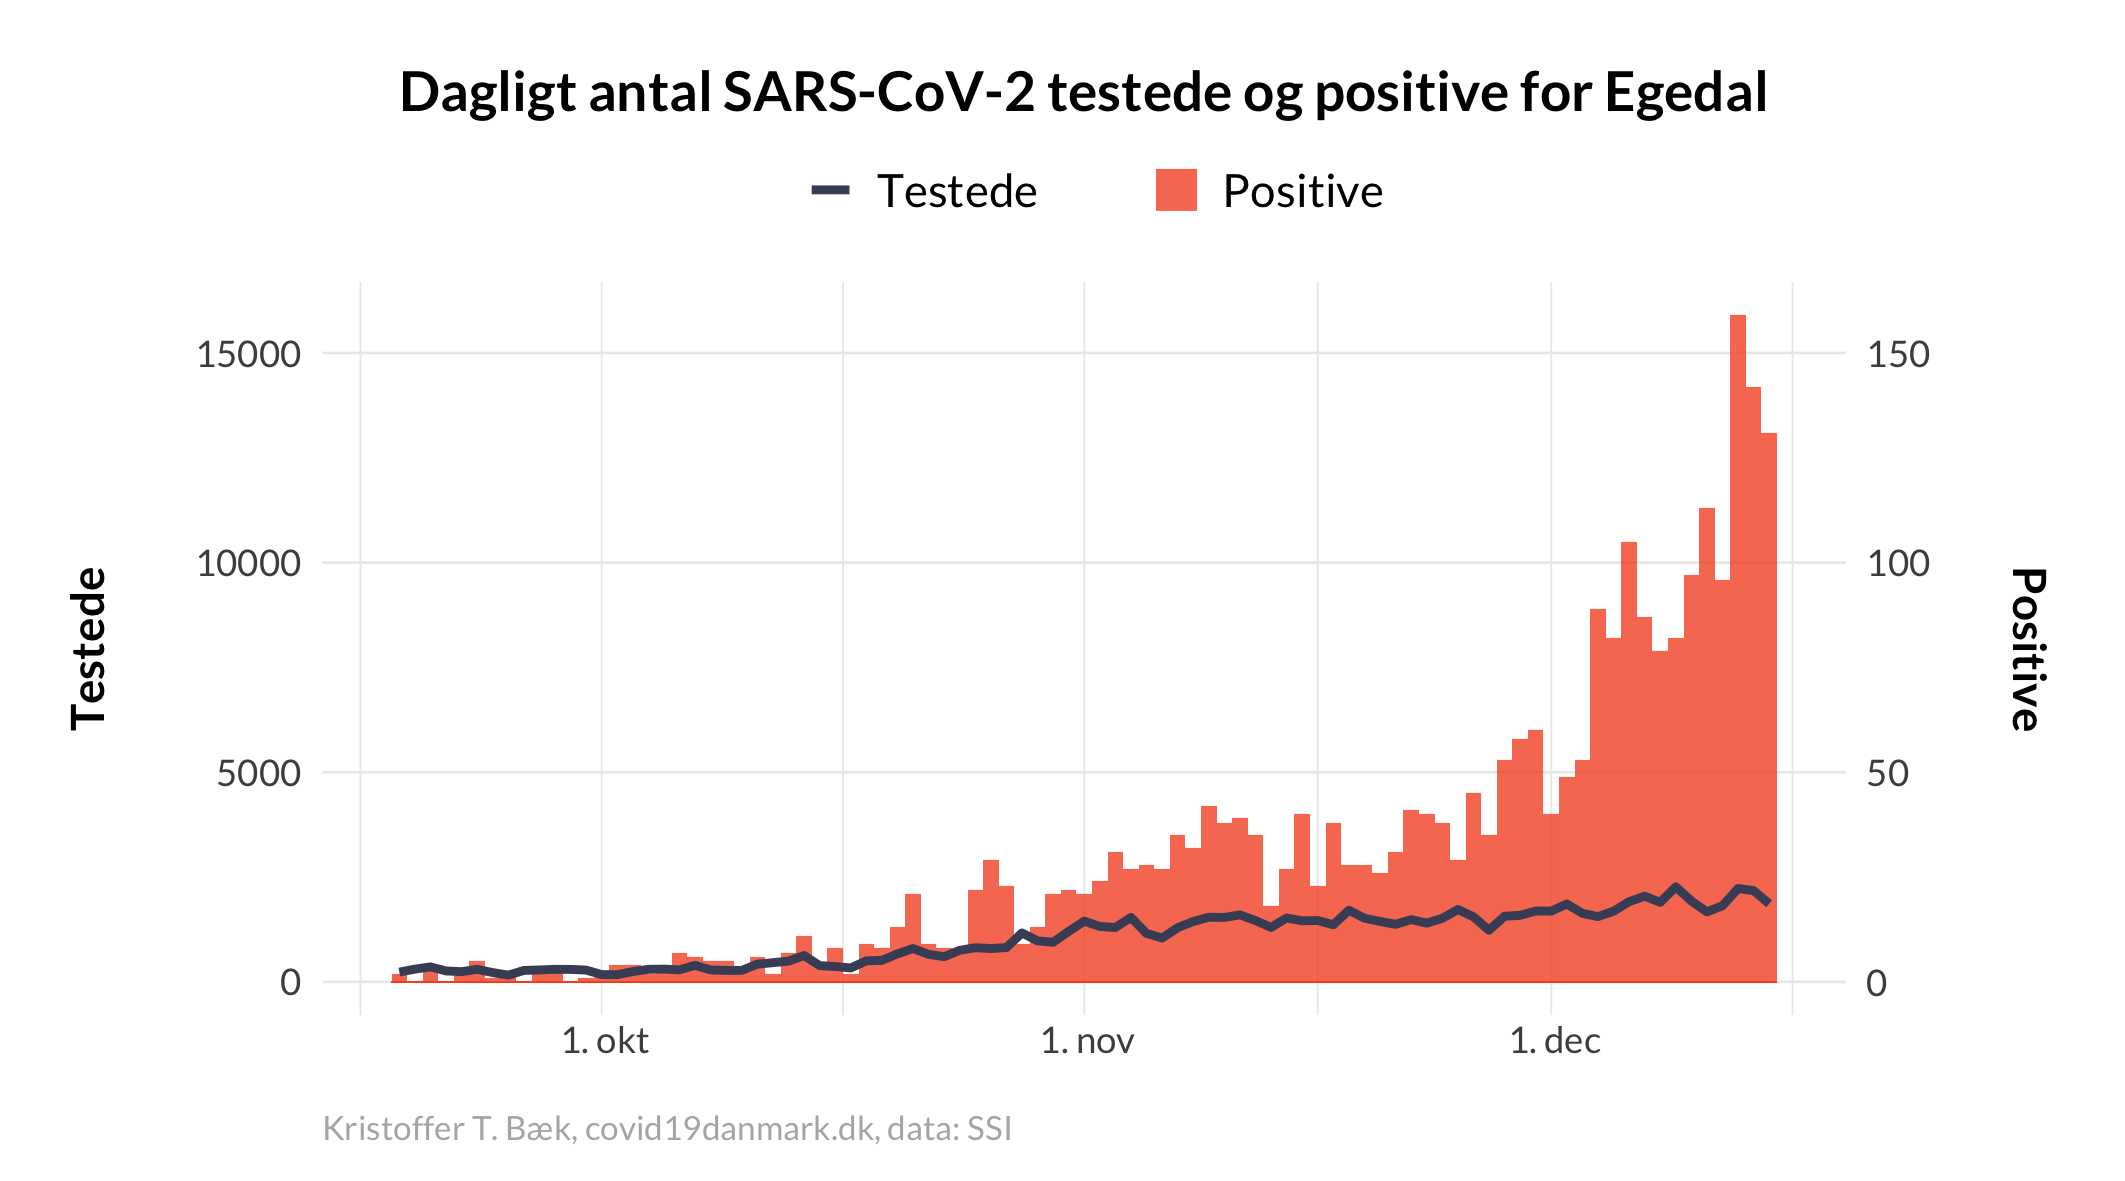 Dagligt antal SARS-CoV-2 testede og positive for Egedal
Testede Positive
15000 150
10000 100
5000 50
0 0
Testede
Positive
1. okt 1. nov 1. dec
Kristoffer T. Bæk, covid19danmark.dk, data: SSI